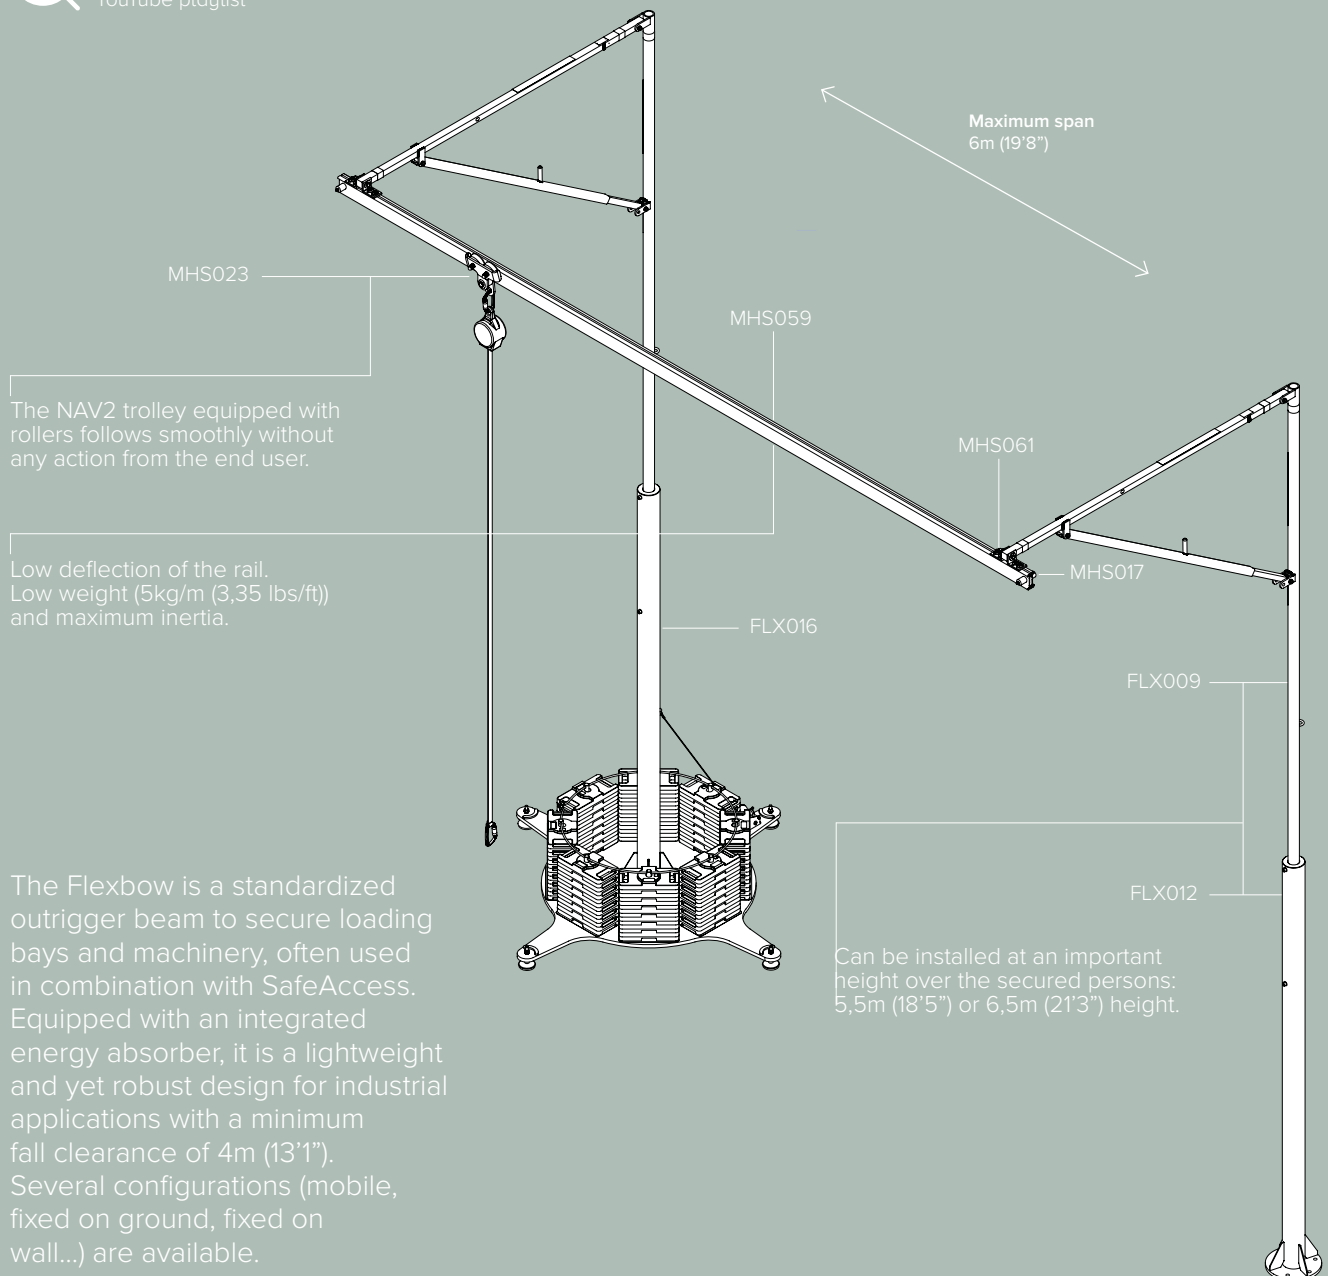 YouTube playlist
Maximum span
6m (19’8”)
MHS023
MHS059
The NAV2 trolley equipped with
rollers follows smoothly without
any action from the end user.
MHS061
Low deflection of the rail.
Low weight (5kg/m (3,35 lbs/ft))
and maximum inertia.
MHS017
FLX016
FLX009
FLX012
The Flexbow is a standardized
outrigger beam to secure loading
bays and machinery, often used
in combination with SafeAccess.
Equipped with an integrated
energy absorber, it is a lightweight
and yet robust design for industrial
applications with a minimum
fall clearance of 4m (13’1”).
Several configurations (mobile,
fixed on ground, fixed on
wall...) are available.
Can be installed at an important
height over the secured persons:
5,5m (18’5”) or 6,5m (21’3”) height.